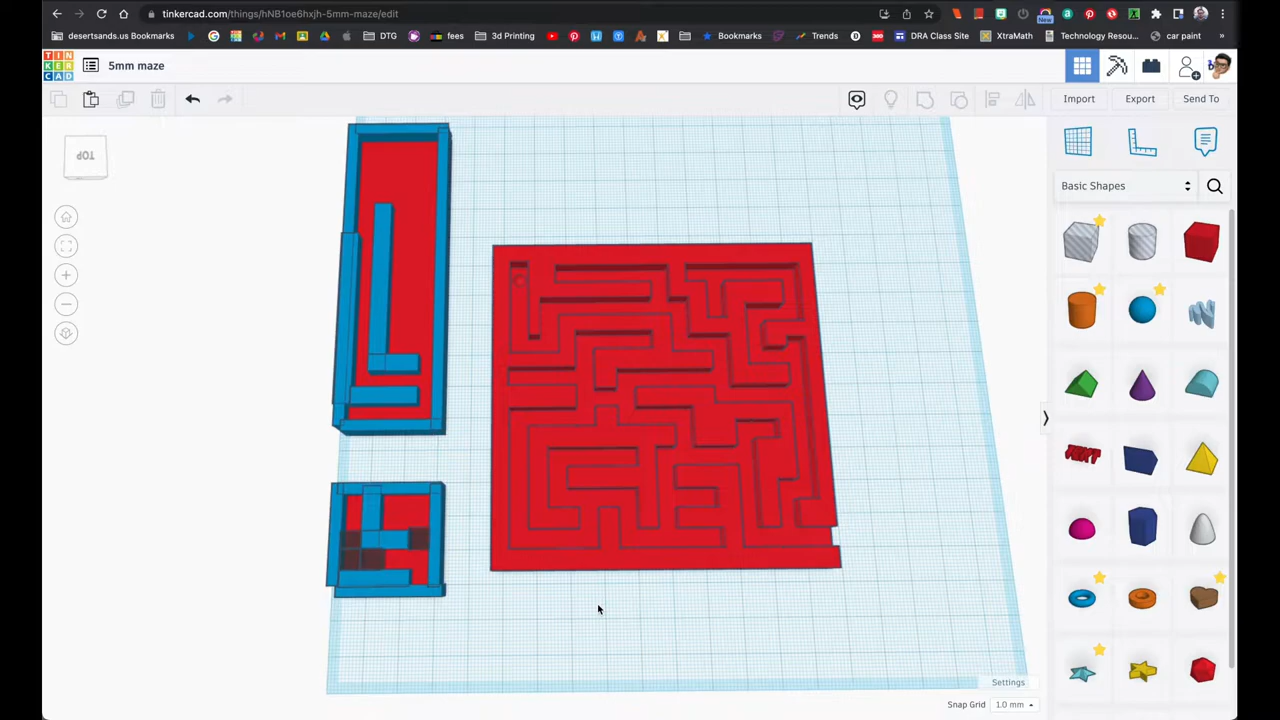 tinkercad.com/things/hNB1oe6hxjh-5mm-maze/edit
New
desertsands.us Bookmarks
DTG
fees
3d Printing
Bookmarks
Trends
DRA Class Site
XtraMath
Technology Resou...
car paint
»
TIN
KER
CAD
5mm maze
Import
Export
Send To
TOP
Basic Shapes
TEXT
Settings
Snap Grid
1.0 mm